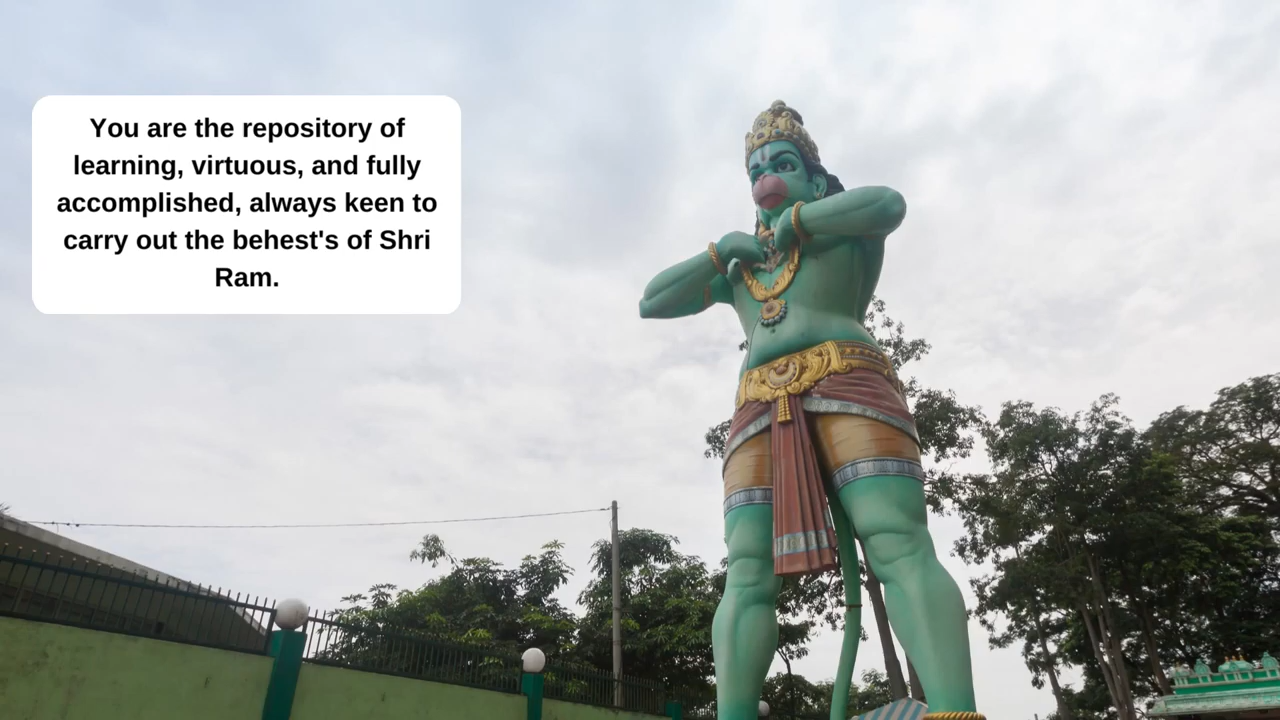 You are the repository of
learning, virtuous, and fully
accomplished, always keen to
carry out the behest's of Shri
Ram.